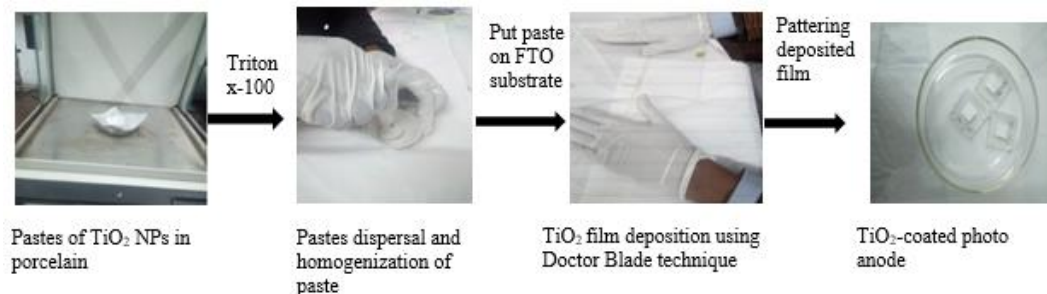 Triton
x-100
Put paste
on FTO
substrate
Pattering
deposited
film
Pastes of TiO₂ NPs in
porcelain
Pastes dispersal and
homogenization of
paste
TiO₂ film deposition using
Doctor Blade technique
TiO₂-coated photo
anode